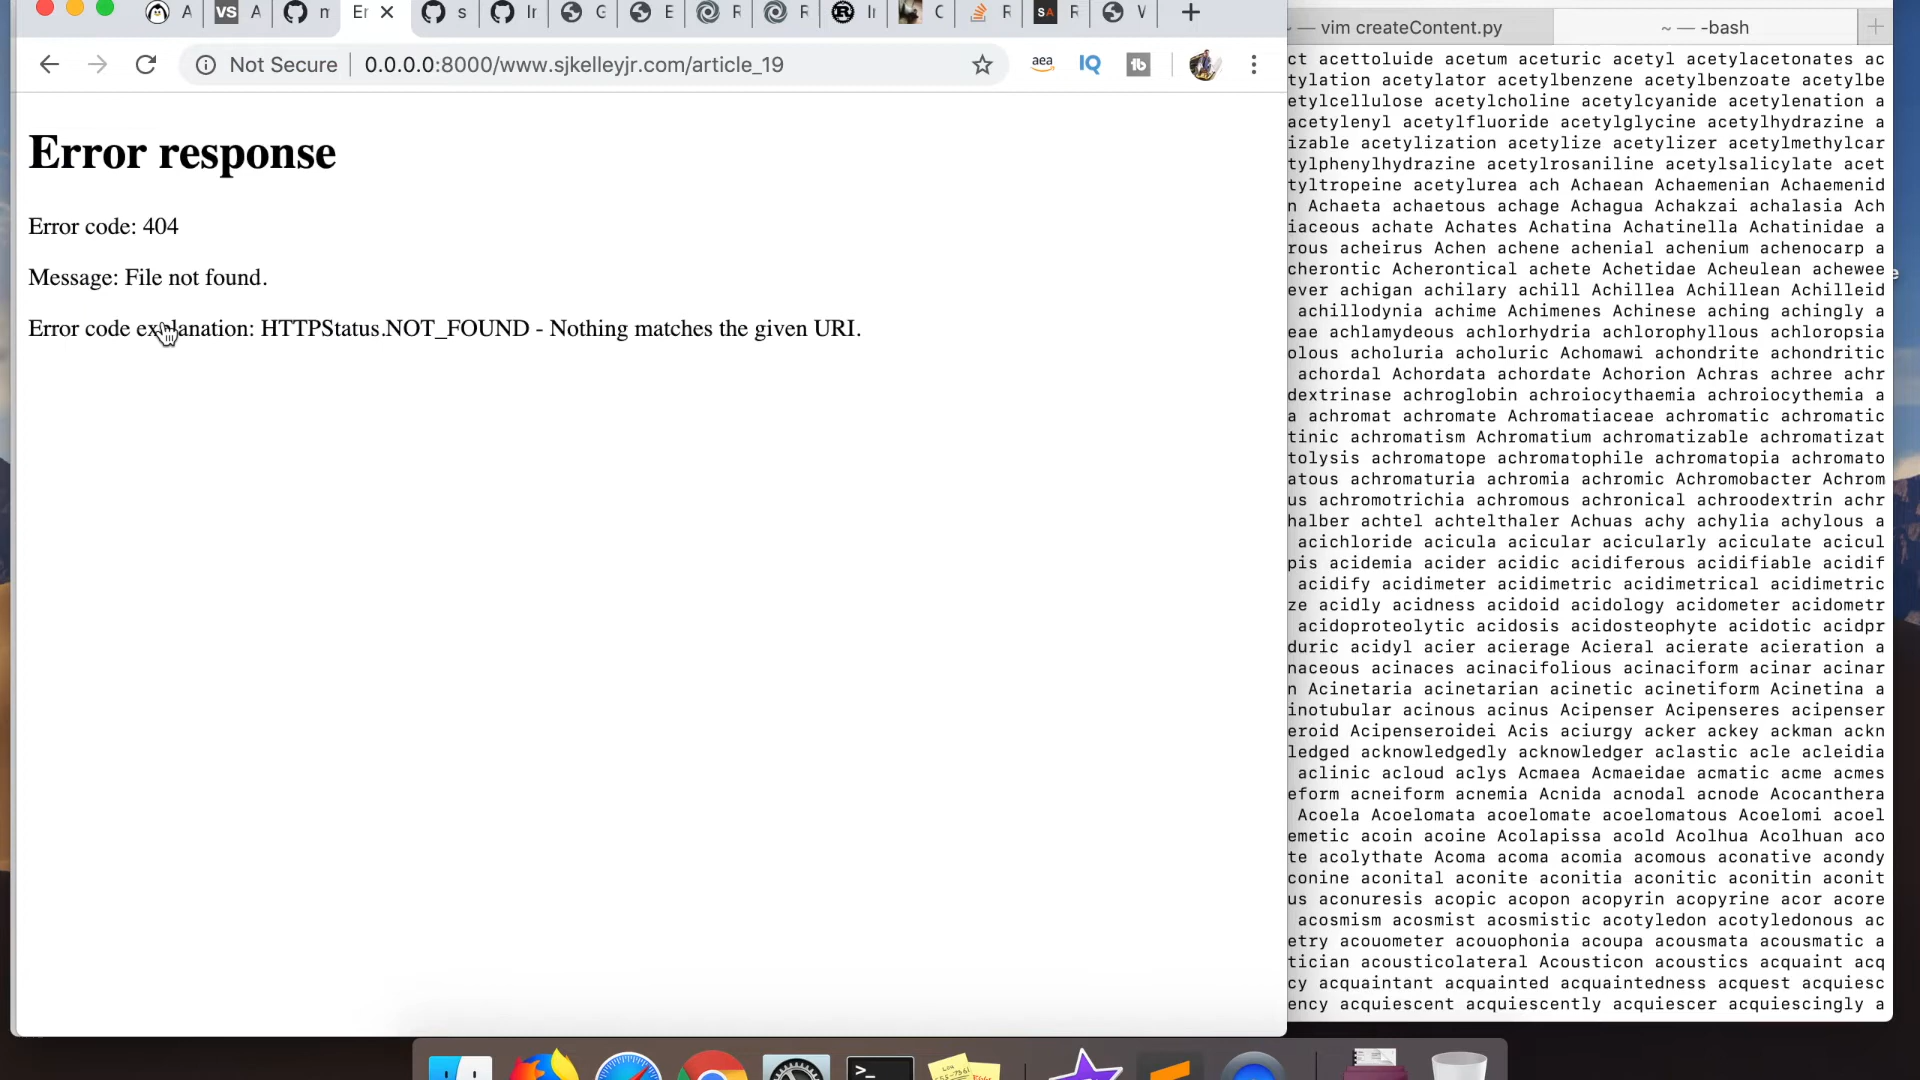 A
VS A
m
Er
s
Ir
G
E
F
F
Ir
C
F
SA F
V
Not Secure
0.0.0.0:8000/www.sjkelleyjr.com/article_19
aea
IQ
tb
Error response
Error code: 404
Message: File not found.
Error code explanation: HTTPStatus.NOT_FOUND - Nothing matches the given URI.
— vim createContent.py
~ — -bash
ct acettoluide acetum aceturic acetyl acetylacetonates ac
tylation acetylator acetylbenzene acetylbenzoate acetylbe
etylcellulose acetylcholine acetylcyanide acetylenation a
acetylenyl acetylfluoride acetylglycine acetylhydrazine a
izable acetylization acetylize acetylizer acetylmethylcar
tylphenylhydrazine acetylrosaniline acetylsalicylate acet
tyltropeine acetylurea ach Achaean Achaemenian Achaemenid
n Achaeta achaetous achage Achagua Achakzai achalasia Ach
iaceous achate Achates Achatina Achatinella Achatinidae a
rous acheirus Achen achene achenial achenium achenocarp a
cherontic Acherontical achete Achetidae Acheulean achewee
ever achigan achilary achill Achillea Achillean Achilleid
achillodynia achime Achimenes Achinese aching achingly a
eae achlamydeous achlorhydria chlorophyllous achloropsia
olous acholuria acholuric Achomawi achondrite achondritic
achordal Achordata achordate Achorion Achras achree achr
dextrinase achroglobin achroiocythaemia achroiocythemia a
a achromat achromate Achromatiaceae achromatic achromatic
tinic achromatism Achromatium achromatizable achromatizat
tolysis achromatope achromatophile achromatopia achromato
atous achromaturia achromia achromic Achromobacter Achrom
us achromotrichia achromous achronical achroodextrin achr
halber achtel achtelthaler Achuas achy achylia achylous a
acichloride acicula acicular acicularly aciculate acicul
pis acidemia acider acidic acidiferous acidifiable acidif
acidify acidimeter acidimetric acidimetrical acidimetric
ze acidly acidness acidoid acidology acidometer acidometr
acidoproteolytic acidosis acidosteophyte acidotic acidpr
duric acidyl acier acierage Acieral acierate acieration a
naceous acinaces acinacifolious acinaciform acinar acinar
n Acinetaria acinetarian acinetic acinetiform Acinetina a
inotubular acinous acinus Acipenser Acipenseres acipenser
eroid Acipenseroidei Acis aciurgy acker ackey ackman ackn
ledged acknowledgedly acknowledger aclastic acle acleidia
aclinic acloud aclys Acmaea Acmaeidae acmatic acme acmes
eform acneiform acnemia Acnida acnodal acnode Acocanthera
Acoela Acoelomata acoelomate acoelomatous Acoelomi acoel
emetic acoin acoine Acolapissa acold Acolhua Acolhuan aco
te acolythate Acoma acoma acomia acomous aconative acondy
conine aconital aconite aconitia aconitic aconitin aconit
us aconuresis acopic acopon acopyrin acopyrine acor acore
acosmism acosmist acosmistic acotyledon acotyledonous ac
etry acouometer acouophonia acoupa acousmata acousmatic a
tician acousticolateral Acousticon acoustics acquaint acq
cy acquaintant acquainted acquaintedness acquest acquiesc
ency acquiescent acquiescently acquiescer acquiescingly a